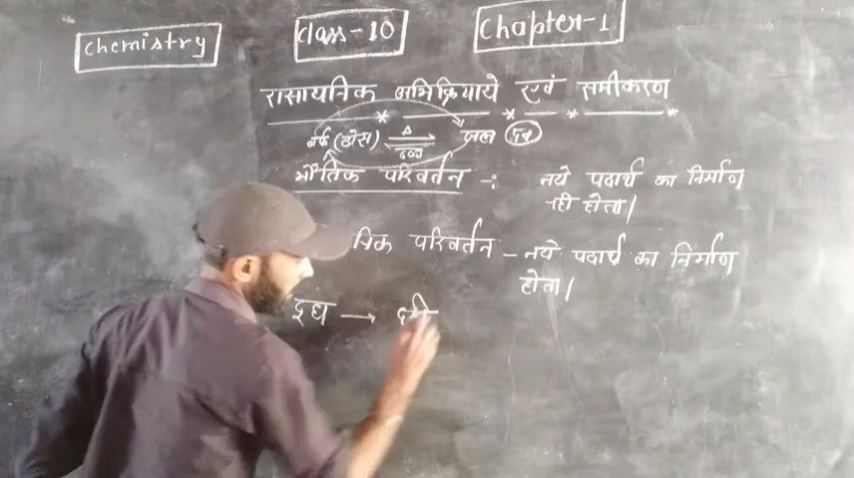 Chemistry Class-10 Chapter-1
रासायनिक अभिक्रियाये एवं समीकरण
बर्फ (ठोस) Δ ⇌ ठण्डा जल द्रव
भौतिक परिवर्तन -: नये पदार्थ का निर्माण
नही होता।
निक परिवर्तन - नये पदार्थ का निर्माण
होता।
दूध → दही